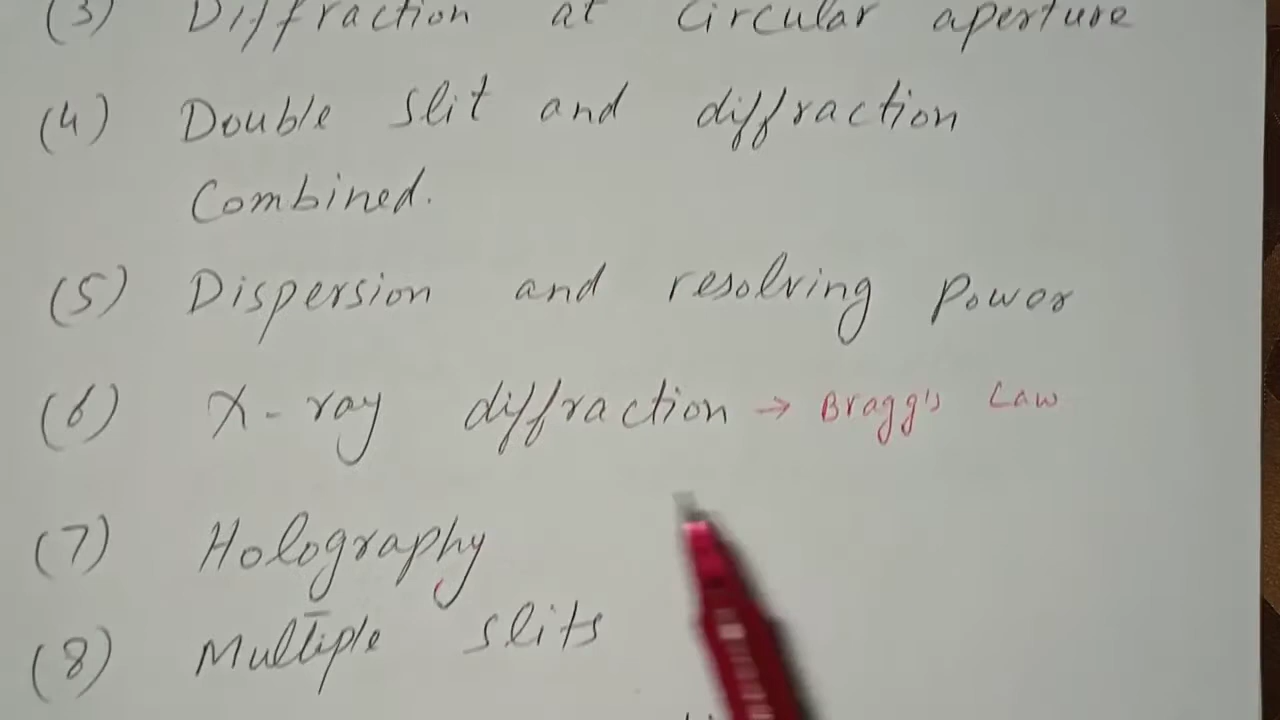 (3) Diffraction at Circular aperture
(4) Double slit and diffraction
Combined.
(5) Dispersion and resolving Power
(6) X-ray diffraction → Bragg's Law
(7) Holography
(8) Multiple slits